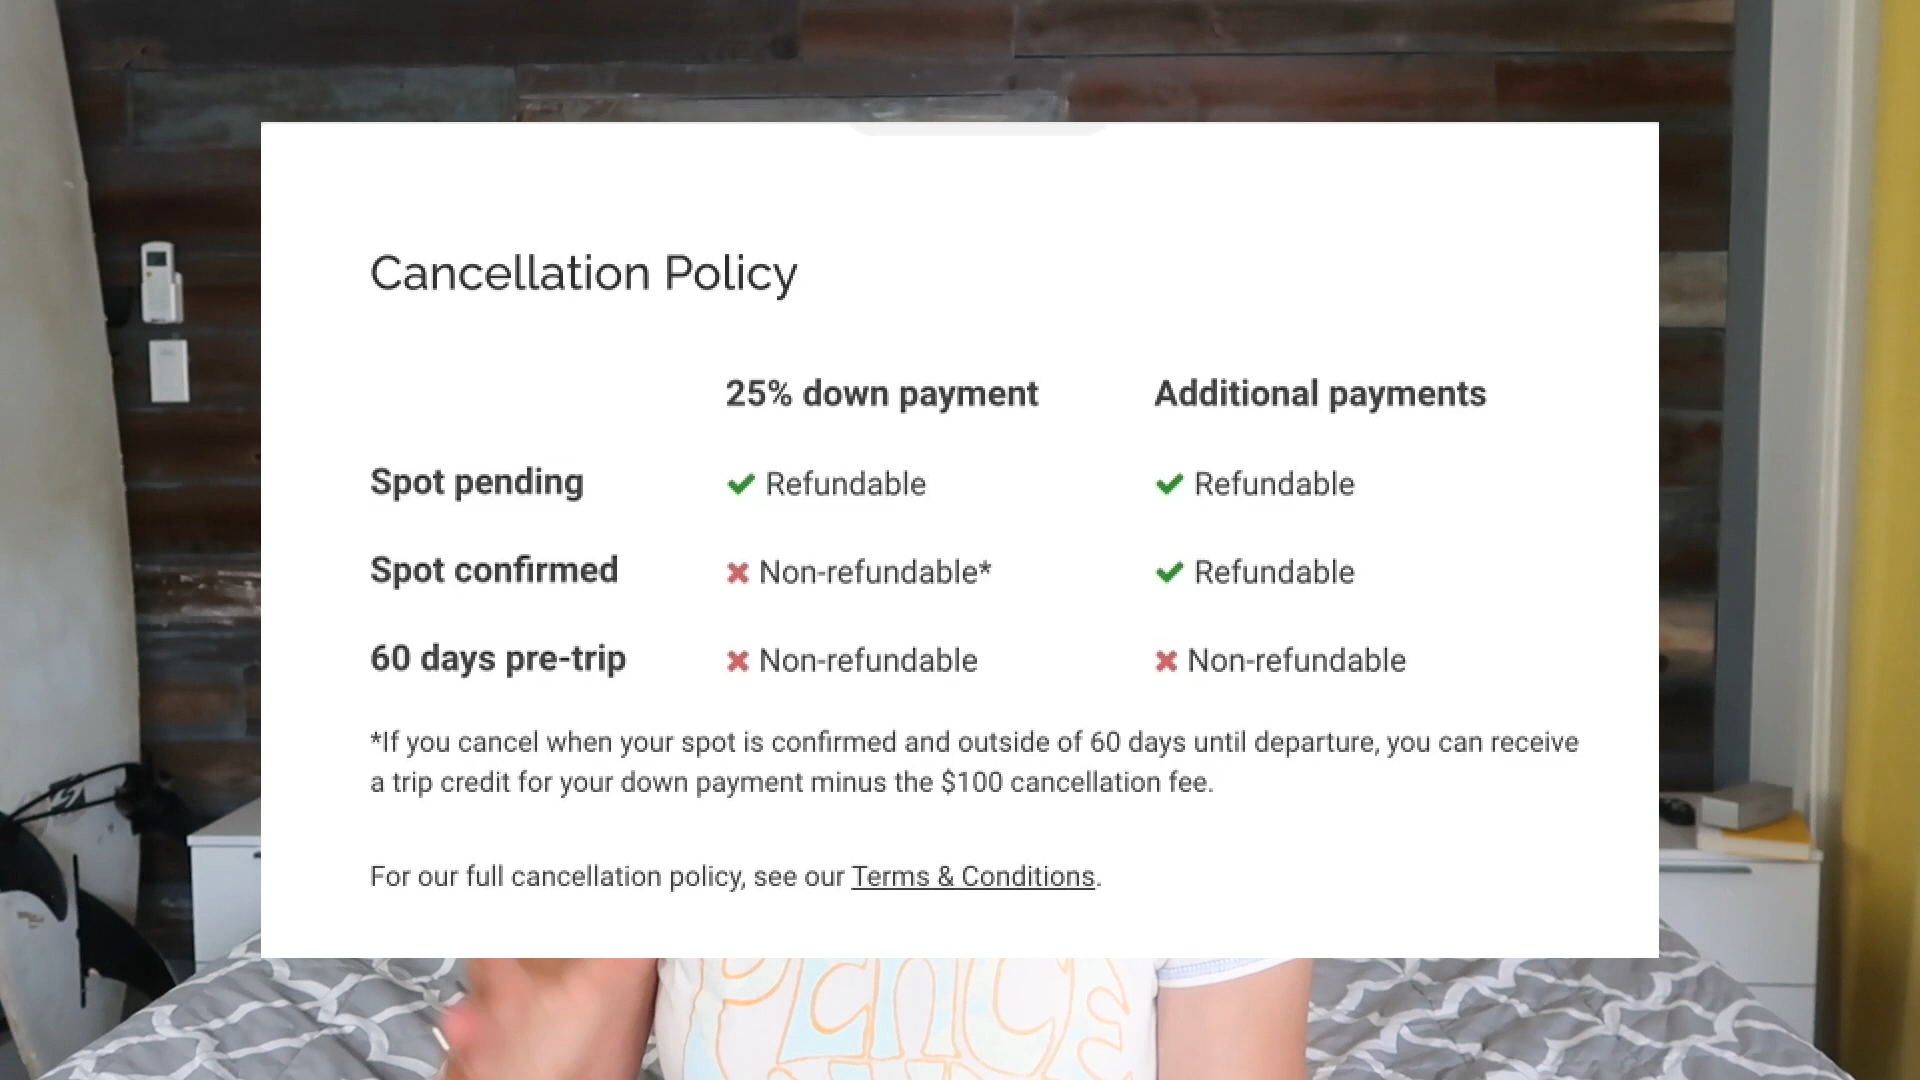 Cancellation Policy
25% down payment Additional payments
Spot pending Refundable Refundable
Spot confirmed Non-refundable* Refundable
60 days pre-trip Non-refundable Non-refundable
*If you cancel when your spot is confirmed and outside of 60 days until departure, you can receive
a trip credit for your down payment minus the $100 cancellation fee.
For our full cancellation policy, see our Terms & Conditions.